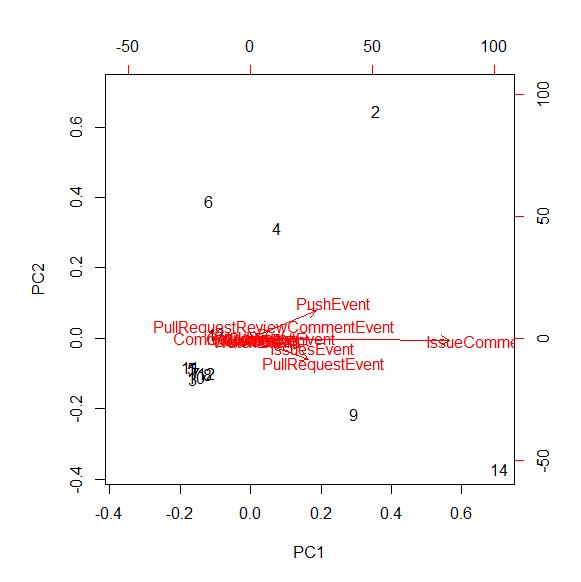 -50 0 50 100
2
6
4
PushEvent
PullRequestReviewCommentEvent
IssueComme
IssuesEvent
PullRequestEvent
9
14
-0.4 -0.2 0.0 0.2 0.4 0.6
PC1
-0.4 -0.2 0.0 0.2 0.4 0.6
PC2
-50 0 50 100